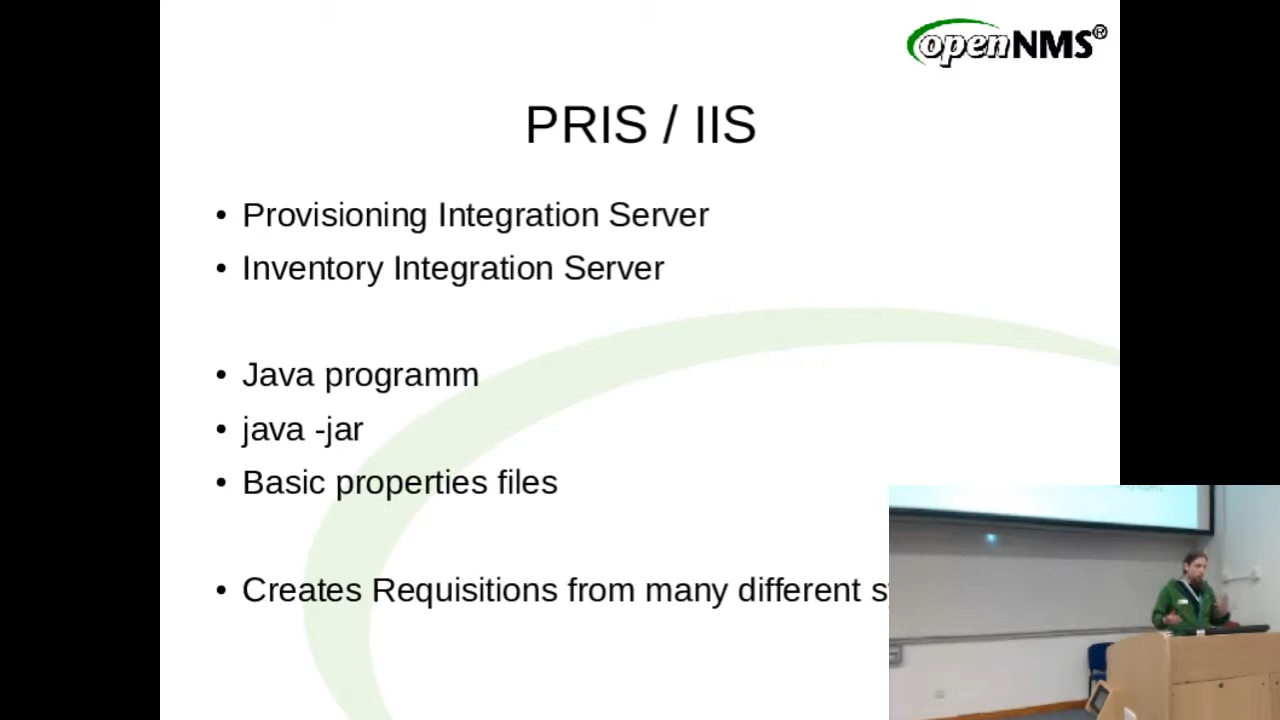 openNMS®
PRIS / IIS
• Provisioning Integration Server
• Inventory Integration Server
• Java programm
• java -jar
• Basic properties files
• Creates Requisitions from many different